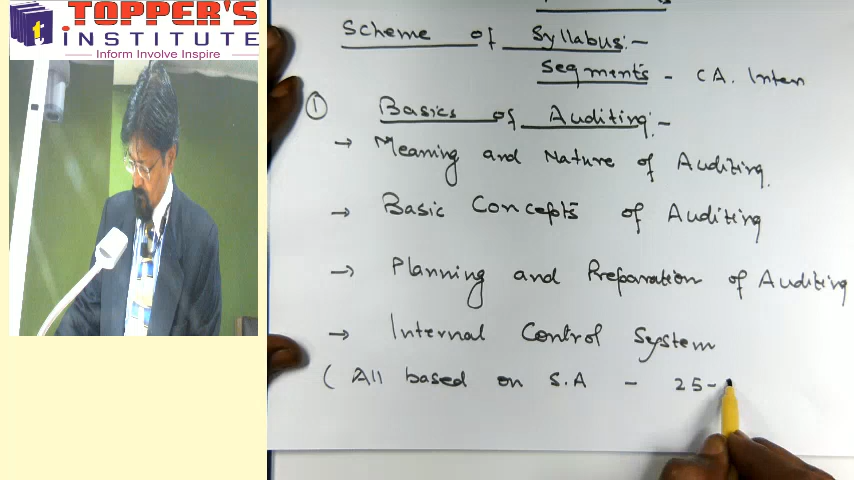 TOPPER'S
t
iNSTITUTE
Inform Involve Inspire
Scheme of Syllabus:-
Segments - CA. Inter
① Basics of Auditing:-
→ Meaning and Nature of Auditing.
→ Basic Concepts of Auditing
→ Planning and Preparation of Auditing
→ Internal Control System
( All based on S.A - 25-